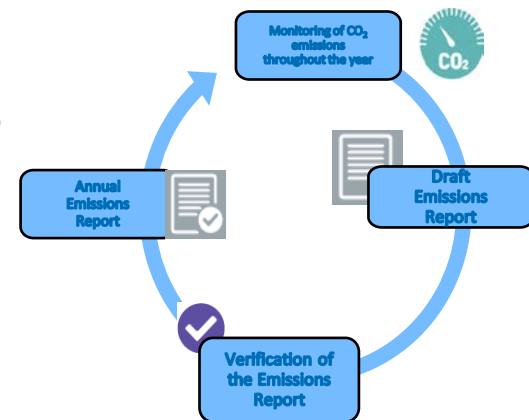 Monitoring of CO₂
emissions
throughout the year
CO₂
Draft
Emissions
Report
Verification of
the Emissions
Report
Annual
Emissions
Report